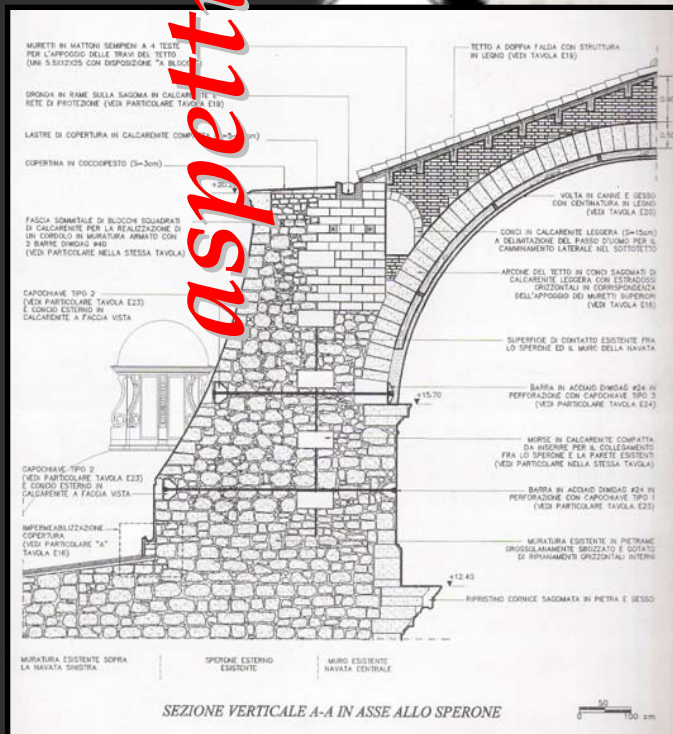 MURETTI IN MATTONI SEMIPIENI A 4 TESTE
PER L'APPOGGIO DELLE TRAVI DEL TETTO
(UNI 5.5X12X25 CON DISPOSIZIONE "A
GRONDA IN RAME SULLA SAGOMA IN
RETE DI PROTEZIONE (VEDI PARTICOLARE TAVOLA E19)
LASTRE DI COPERTURA IN CALCARENITE
COPERTINA IN COCCIOPESTO (S=3cm)
FASCIA SOMMITALE DI BLOCCHI SQUADRATI
DI CALCARENITE PER LA REALIZZAZIONE DI
UN CORDOLO IN MURATURA ARMATO CON
3 BARRE DIWIDAG #40
(VEDI PARTICOLARE NELLA STESSA TAVOLA)
CAPOCHIAVE TIPO 2
(VEDI PARTICOLARE TAVOLA E23)
E CONCIO ESTERNO IN
CALCARENITE A FACCIA VISTA
CAPOCHIAVE TIPO 2
(VEDI PARTICOLARE TAVOLA E23)
E CONCIO ESTERNO IN
CALCARENITE A FACCIA VISTA
IMPERMEABILIZZAZIONE
COPERTURA
(VEDI PARTICOLARE "A"
TAVOLA E16)
aspetti
TETTO A DOPPIA FALDA CON STRUTTURA
IN LEGNO (VEDI TAVOLA E19)
VOLTA IN CANNE E GESSO
CON CENTINATURA IN LEGNO
(VEDI TAVOLA E20)
CONCI IN CALCARENITE LEGGERA (S=15cm)
A DELIMITAZIONE DEL PASSO D'UOMO PER IL
CAMMINAMENTO LATERALE NEL SOTTOTETTO
ARCONE DEL TETTO IN CONCI SAGOMATI DI
CALCARENITE LEGGERA CON ESTRADOSSI
ORIZZONTALI IN CORRISPONDENZA
DELL'APPOGGIO DEI MURETTI SUPERIORI
(VEDI TAVOLA E18)
SUPERFICIE DI CONTATTO ESISTENTE FRA
LO SPERONE ED IL MURO DELLA NAVATA
BARRA IN ACCIAIO DIWIDAG #24 IN
PERFORAZIONE CON CAPOCHIAVE TIPO 3
(VEDI PARTICOLARE TAVOLA E24)
+15.70
MORSE IN CALCARENITE COMPATTA
DA INSERIRE PER IL COLLEGAMENTO
FRA LO SPERONE E LA PARETE ESISTENTI
(VEDI PARTICOLARE NELLA STESSA TAVOLA)
BARRA IN ACCIAIO DIWIDAG #24 IN
PERFORAZIONE CON CAPOCHIAVE TIPO 1
(VEDI PARTICOLARE TAVOLA E23)
MURATURA ESISTENTE IN PIETRAME
GROSSOLANAMENTE SBOZZATO E DOTATO
DI RIPIANAMENTI ORIZZONTALI INTERNI
+12.40
RIPRISTINO CORNICE SAGOMATA IN PIETRA E GESSO
MURATURA ESISTENTE SOPRA
LA NAVATA SINISTRA
SPERONE ESTERNO
ESISTENTE
MURO ESISTENTE
NAVATA CENTRALE
SEZIONE VERTICALE A-A IN ASSE ALLO SPERONE
50
0 100 cm